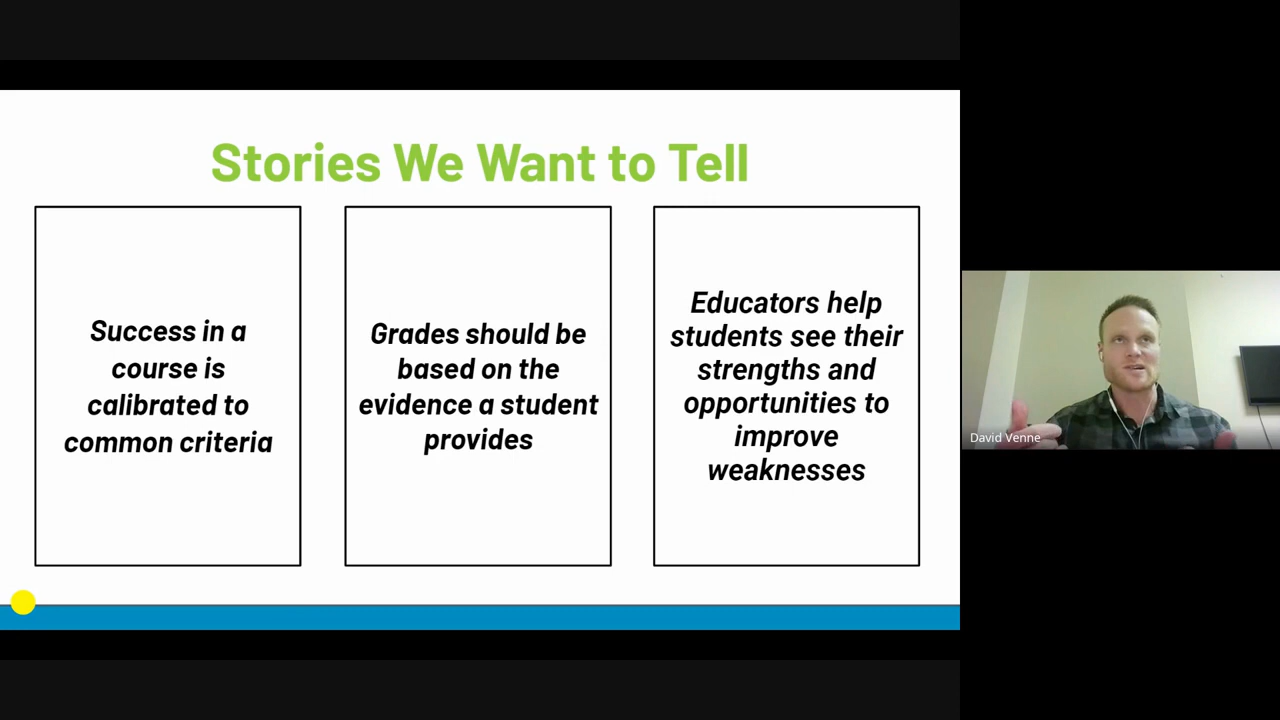 Stories We Want to Tell
Success in a
course is
calibrated to
common criteria
Grades should be
based on the
evidence a student
provides
Educators help
students see their
strengths and
opportunities to
improve
weaknesses
David Venne